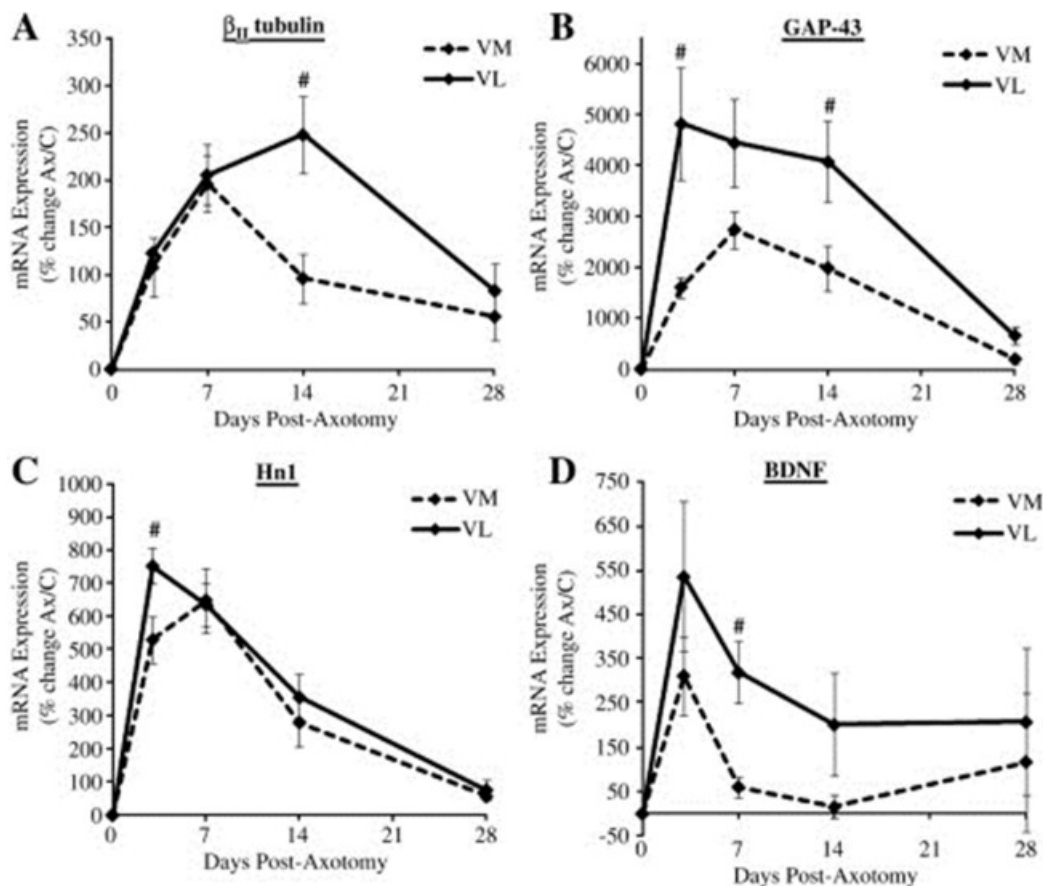 A
β_II tubulin
350
300
250
200
150
100
50
0
mRNA Expression
(% change Ax/C)
#
VM
VL
0 7 14 21 28
Days Post-Axotomy
B
GAP-43
6000
5000
4000
3000
2000
1000
0
mRNA Expression
(% change Ax/C)
# #
VM
VL
0 7 14 21 28
Days Post-Axotomy
C
Hn1
1000
900
800
700
600
500
400
300
200
100
0
mRNA Expression
(% change Ax/C)
#
VM
VL
0 7 14 21 28
Days Post-Axotomy
D
BDNF
750
650
550
450
350
250
150
50
-50
mRNA Expression
(% change Ax/C)
#
VM
VL
0 7 14 21 28
Days Post-Axotomy